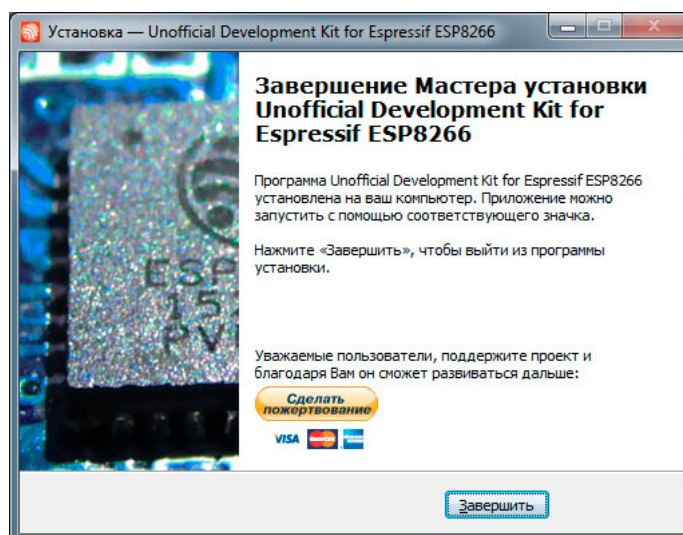 Установка — Unofficial Development Kit for Espressif ESP8266
Завершение Мастера установки
Unofficial Development Kit for
Espressif ESP8266
Программа Unofficial Development Kit for Espressif ESP8266
установлена на ваш компьютер. Приложение можно
запустить с помощью соответствующего значка.
Нажмите «Завершить», чтобы выйти из программы
установки.
Уважаемые пользователи, поддержите проект и
благодаря Вам он сможет развиваться дальше:
Сделать
пожертвование
VISA
Завершить